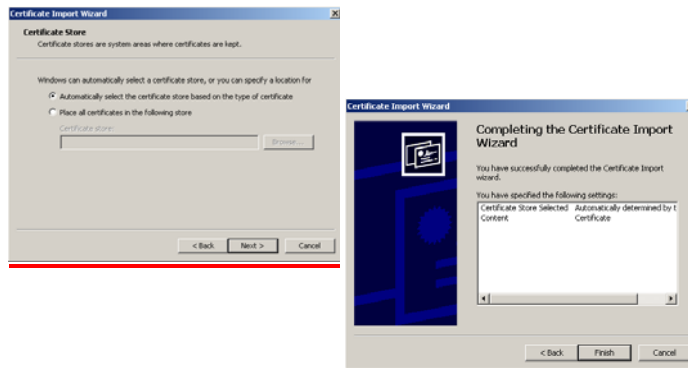 Certificate Import Wizard
Certificate Store
Certificate stores are system areas where certificates are kept.
Windows can automatically select a certificate store, or you can specify a location for
Automatically select the certificate store based on the type of certificate
Place all certificates in the following store
Certificate store:
Browse...
< Back Next > Cancel
Certificate Import Wizard
Completing the Certificate Import
Wizard
You have successfully completed the Certificate Import
wizard.
You have specified the following settings:
Certificate Store Selected Automatically determined by t
Content Certificate
< Back Finish Cancel